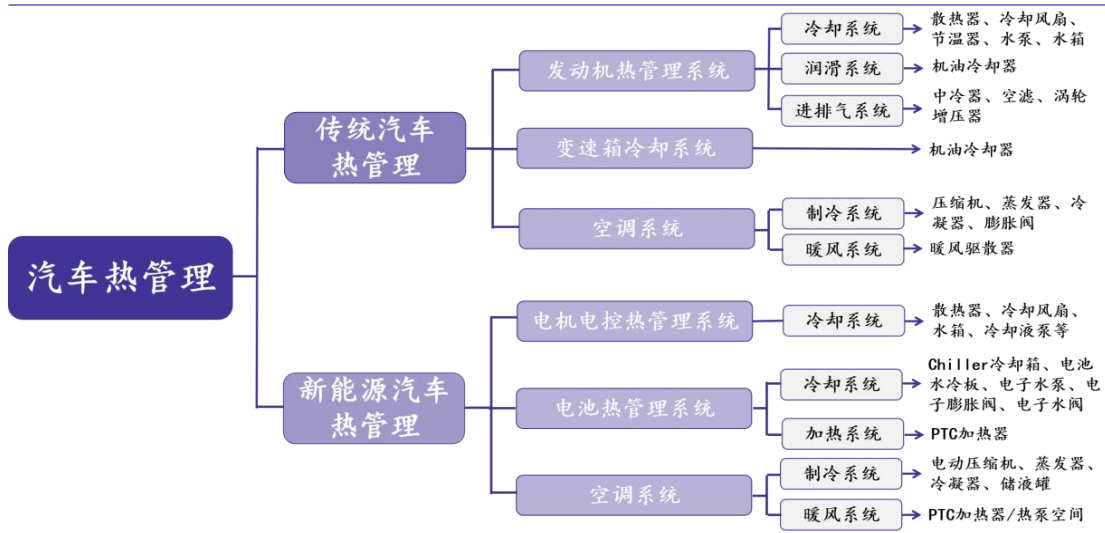 汽车热管理
传统汽车
热管理
发动机热管理系统
冷却系统
散热器、冷却风扇、
节温器、水泵、水箱
润滑系统
机油冷却器
进排气系统
中冷器、空滤、涡轮
增压器
变速箱冷却系统
机油冷却器
空调系统
制冷系统
压缩机、蒸发器、冷
凝器、膨胀阀
暖风系统
暖风驱散器
新能源汽车
热管理
电机电控热管理系统
冷却系统
散热器、冷却风扇、
水箱、冷却液泵等
电池热管理系统
冷却系统
Chiller冷却箱、电池
水冷板、电子水泵、电
子膨胀阀、电子水阀
加热系统
PTC加热器
空调系统
制冷系统
电动压缩机、蒸发器、
冷凝器、储液罐
暖风系统
PTC加热器/热泵空间